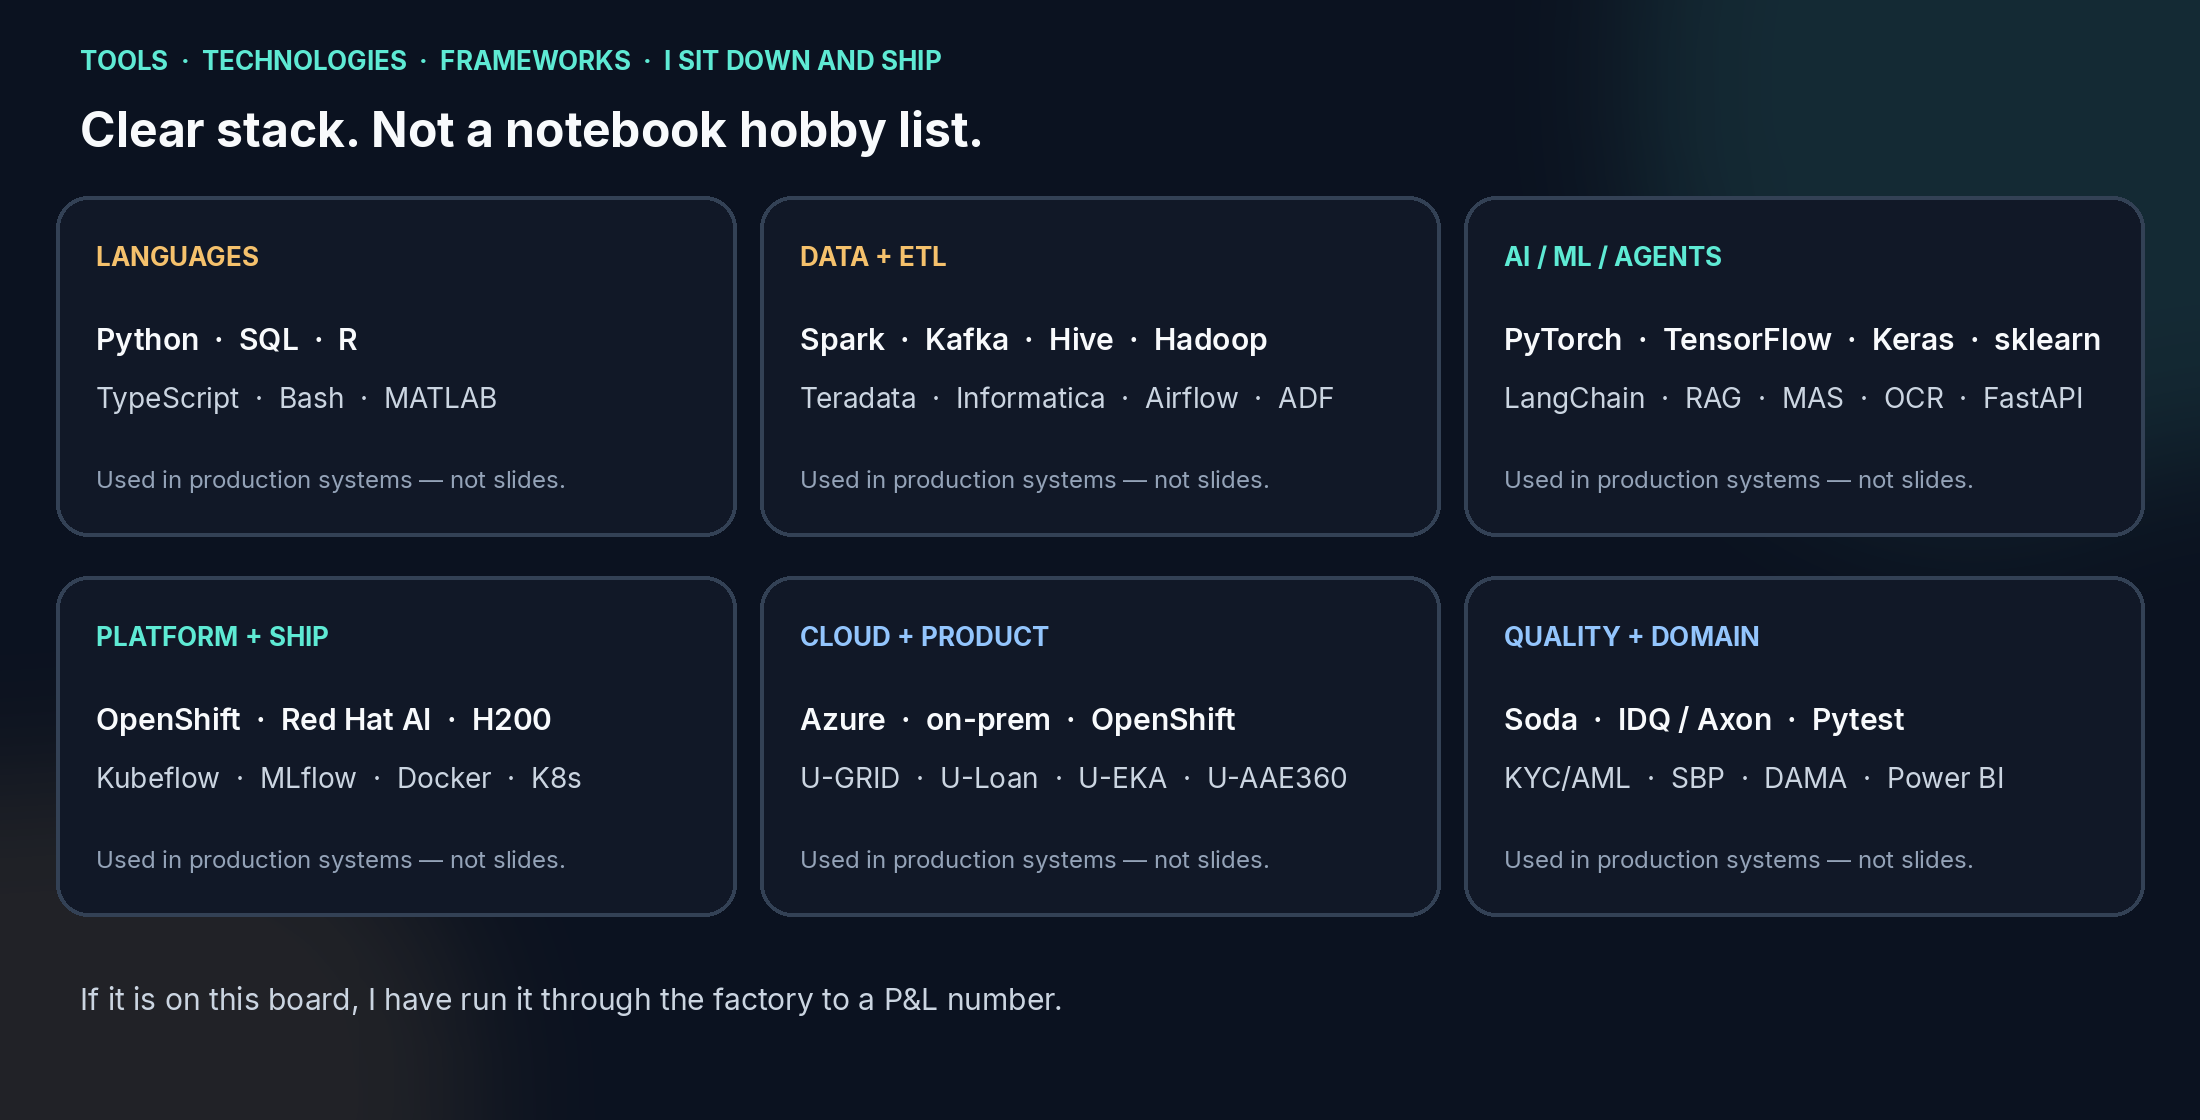 TOOLS · TECHNOLOGIES · FRAMEWORKS · I SIT DOWN AND SHIP
Clear stack. Not a notebook hobby list.
LANGUAGES
Python · SQL · R
TypeScript · Bash · MATLAB
Used in production systems — not slides.
DATA + ETL
Spark · Kafka · Hive · Hadoop
Teradata · Informatica · Airflow · ADF
Used in production systems — not slides.
AI / ML / AGENTS
PyTorch · TensorFlow · Keras · sklearn
LangChain · RAG · MAS · OCR · FastAPI
Used in production systems — not slides.
PLATFORM + SHIP
OpenShift · Red Hat AI · H200
Kubeflow · MLflow · Docker · K8s
Used in production systems — not slides.
CLOUD + PRODUCT
Azure · on-prem · OpenShift
U-GRID · U-Loan · U-EKA · U-AAE360
Used in production systems — not slides.
QUALITY + DOMAIN
Soda · IDQ / Axon · Pytest
KYC/AML · SBP · DAMA · Power BI
Used in production systems — not slides.
If it is on this board, I have run it through the factory to a P&L number.